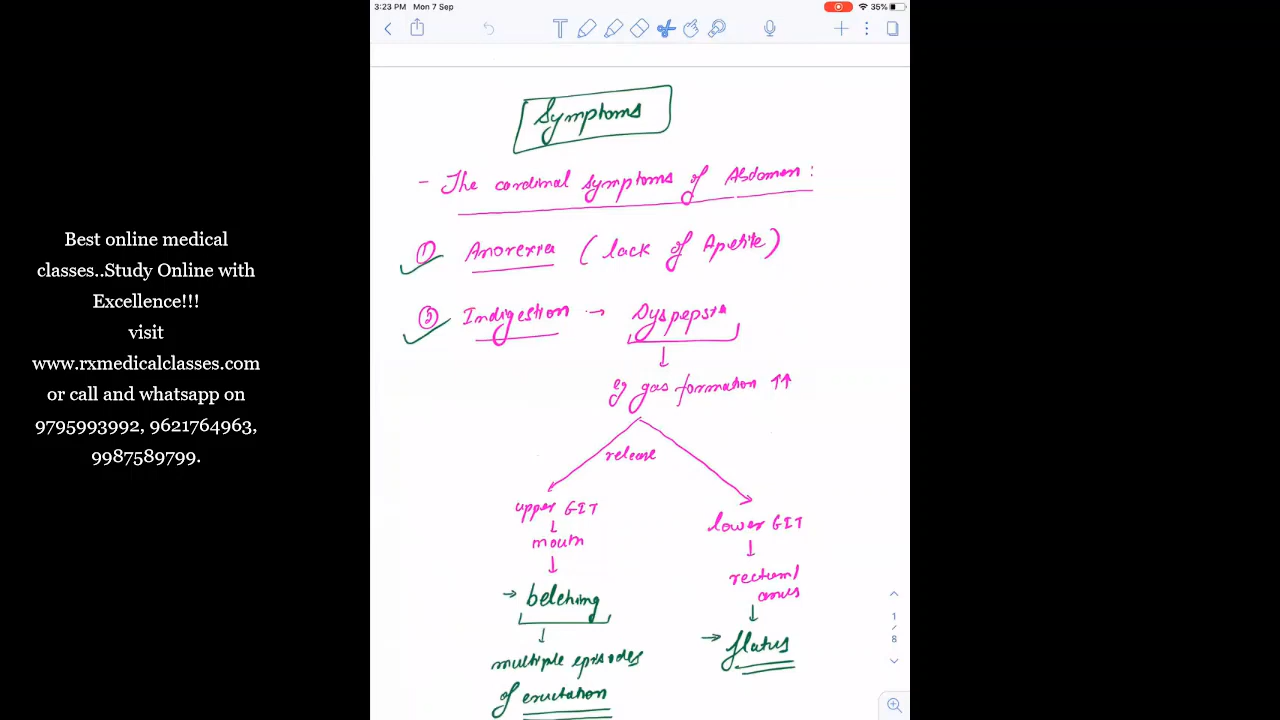 3:23 PM Mon 7 Sep
35%
T
Symptoms
- The cardinal symptoms of Abdomen :
① Anorexia (lack of Apetite)
② Indigestion → Dyspepsia
↓
eg gas formation ↑↑
release
upper GIT
↓
mouth
↓
→ belching
↓
multiple episodes
of eructation
lower GIT
↓
rectum/
anus
↓
→ flatus
Best online medical
classes..Study Online with
Excellence!!!
visit
www.rxmedicalclasses.com
or call and whatsapp on
9795993992, 9621764963,
9987589799.
1
/
8